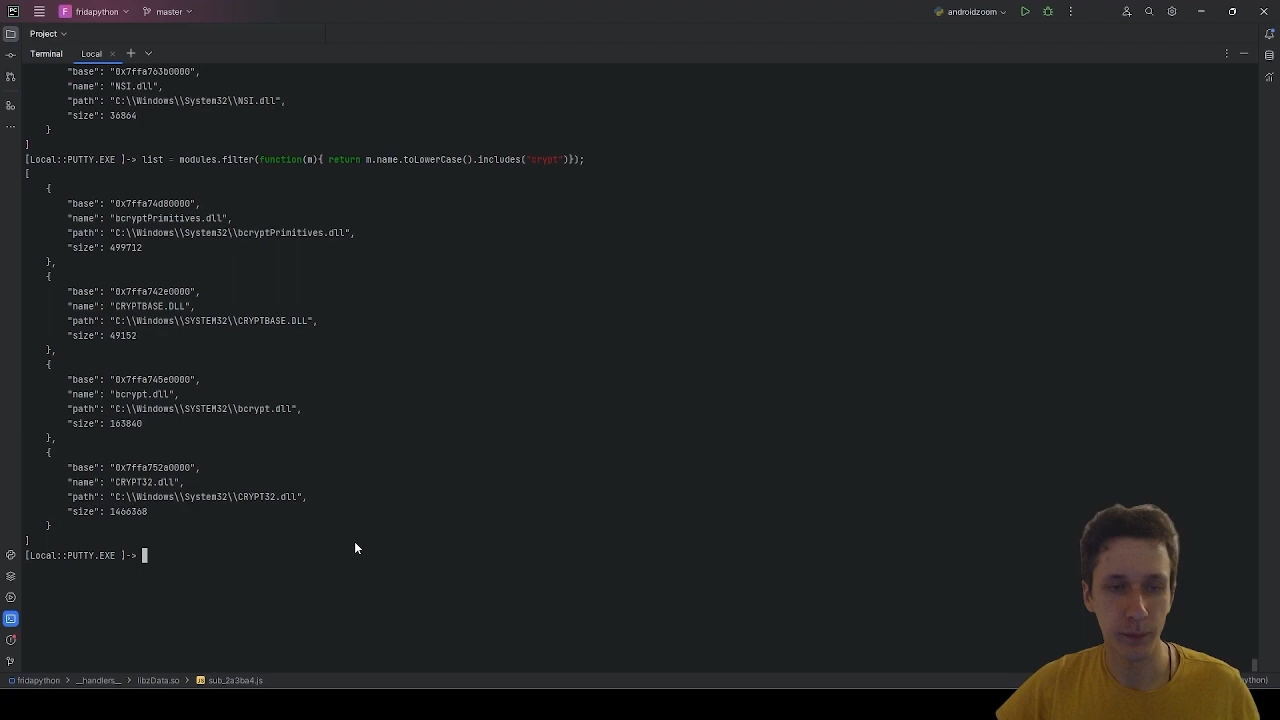 PC F fridapython master androidzoom
Project
Terminal Local
"base": "0x7ffa763b0000",
"name": "NSI.dll",
"path": "C:\\Windows\\System32\\NSI.dll",
"size": 36864
}
]
[Local::PUTTY.EXE ]-> list = modules.filter(function(m){ return m.name.toLowerCase().includes("crypt")});
[
{
"base": "0x7ffa74d80000",
"name": "bcryptPrimitives.dll",
"path": "C:\\Windows\\System32\\bcryptPrimitives.dll",
"size": 499712
},
{
"base": "0x7ffa742e0000",
"name": "CRYPTBASE.DLL",
"path": "C:\\Windows\\SYSTEM32\\CRYPTBASE.DLL",
"size": 49152
},
{
"base": "0x7ffa745e0000",
"name": "bcrypt.dll",
"path": "C:\\Windows\\SYSTEM32\\bcrypt.dll",
"size": 163840
},
{
"base": "0x7ffa752a0000",
"name": "CRYPT32.dll",
"path": "C:\\Windows\\System32\\CRYPT32.dll",
"size": 1466368
}
]
[Local::PUTTY.EXE ]->
fridapython > __handlers__ > libzData.so > JS sub_2a3ba4.js